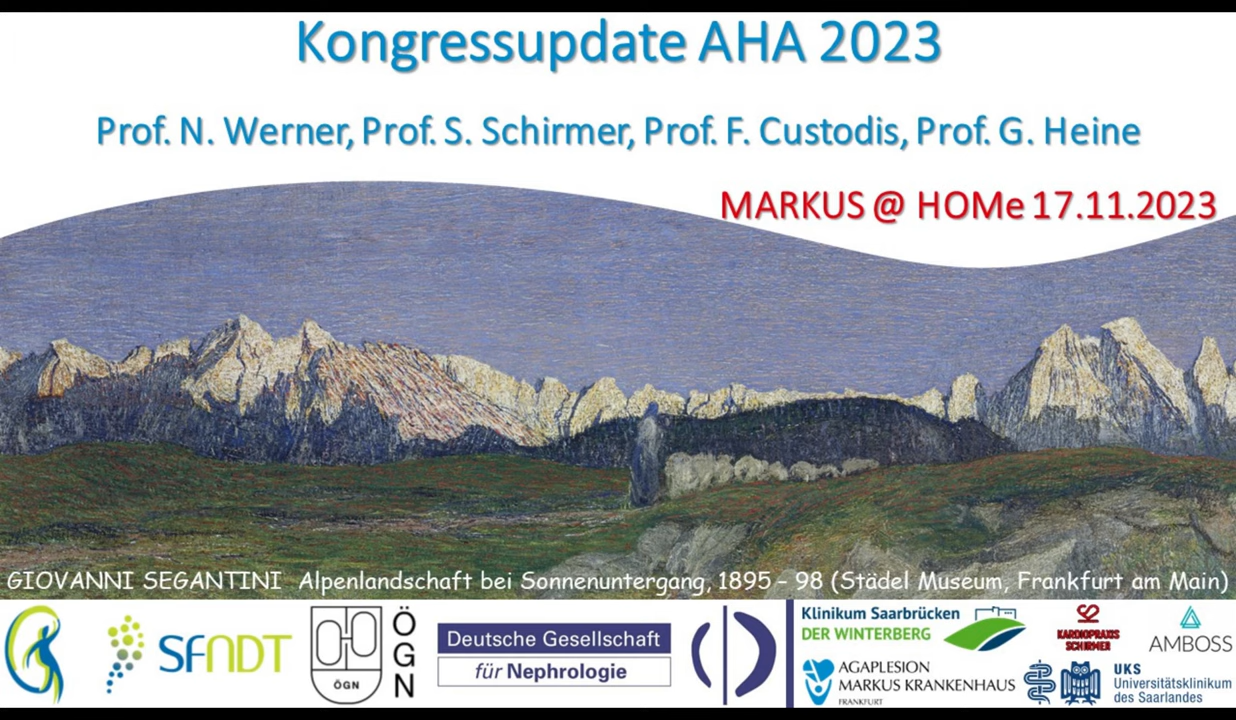 Kongressupdate AHA 2023
Prof. N. Werner, Prof. S. Schirmer, Prof. F. Custodis, Prof. G. Heine
MARKUS @ HOMe 17.11.2023
GIOVANNI SEGANTINI Alpenlandschaft bei Sonnenuntergang, 1895 – 98 (Städel Museum, Frankfurt am Main)
SFNDT
ÖGN
ÖGN
Deutsche Gesellschaft
für Nephrologie
Klinikum Saarbrücken
DER WINTERBERG
KARDIOPRAXIS
SCHIRMER
AMBOSS
AGAPLESION
MARKUS KRANKENHAUS
FRANKFURT
UKS
Universitätsklinikum
des Saarlandes